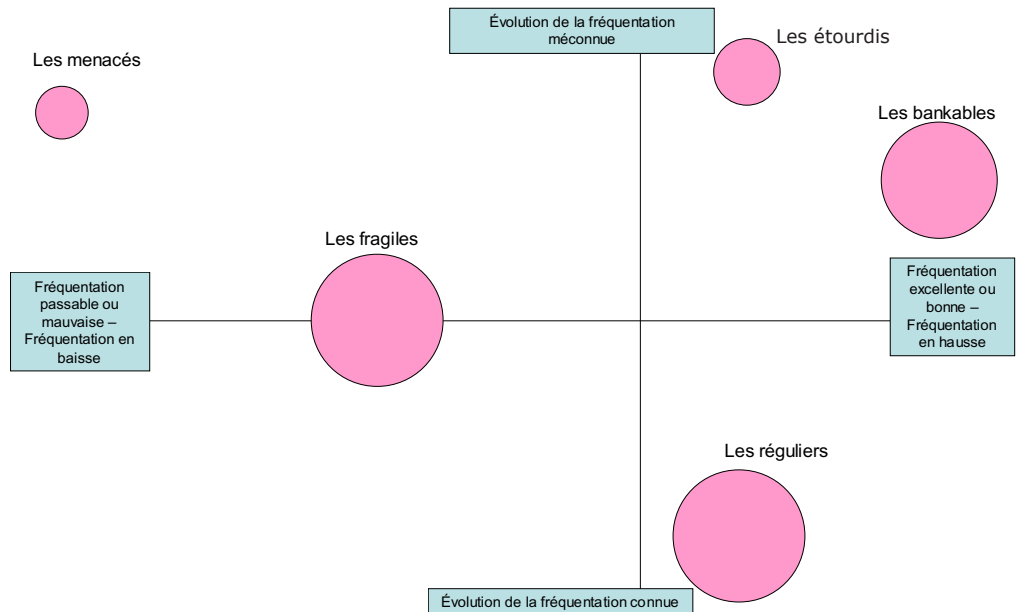 Évolution de la fréquentation
méconnue
Les étourdis
Les menacés
Les bankables
Les fragiles
Fréquentation
passable ou
mauvaise –
Fréquentation en
baisse
Fréquentation
excellente ou
bonne –
Fréquentation
en hausse
Les réguliers
Évolution de la fréquentation connue